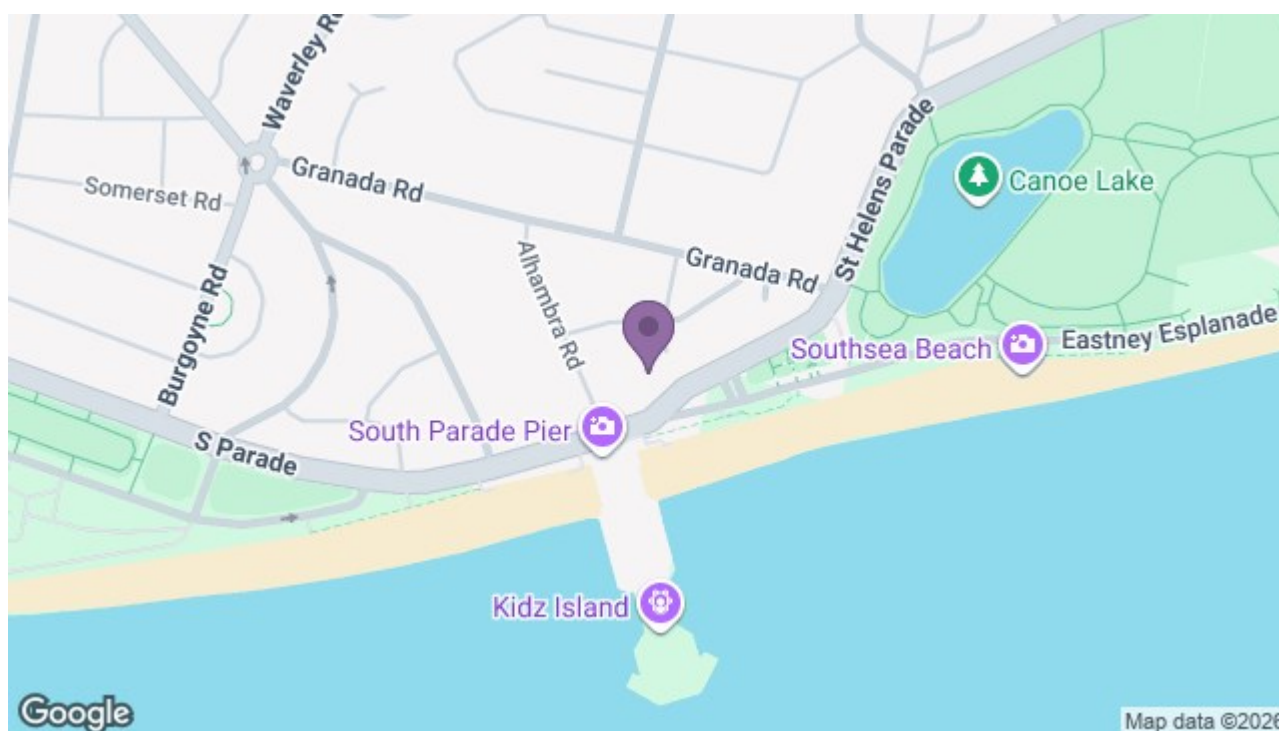 Waverley Rd
Granada Rd
Somerset Rd
Canoe Lake
St Helens Parade
Alhambra Rd
Granada Rd
Burgoyne Rd
Eastney Esplanade
Southsea Beach
South Parade Pier
S Parade
Kidz Island
Google
Map data ©2026